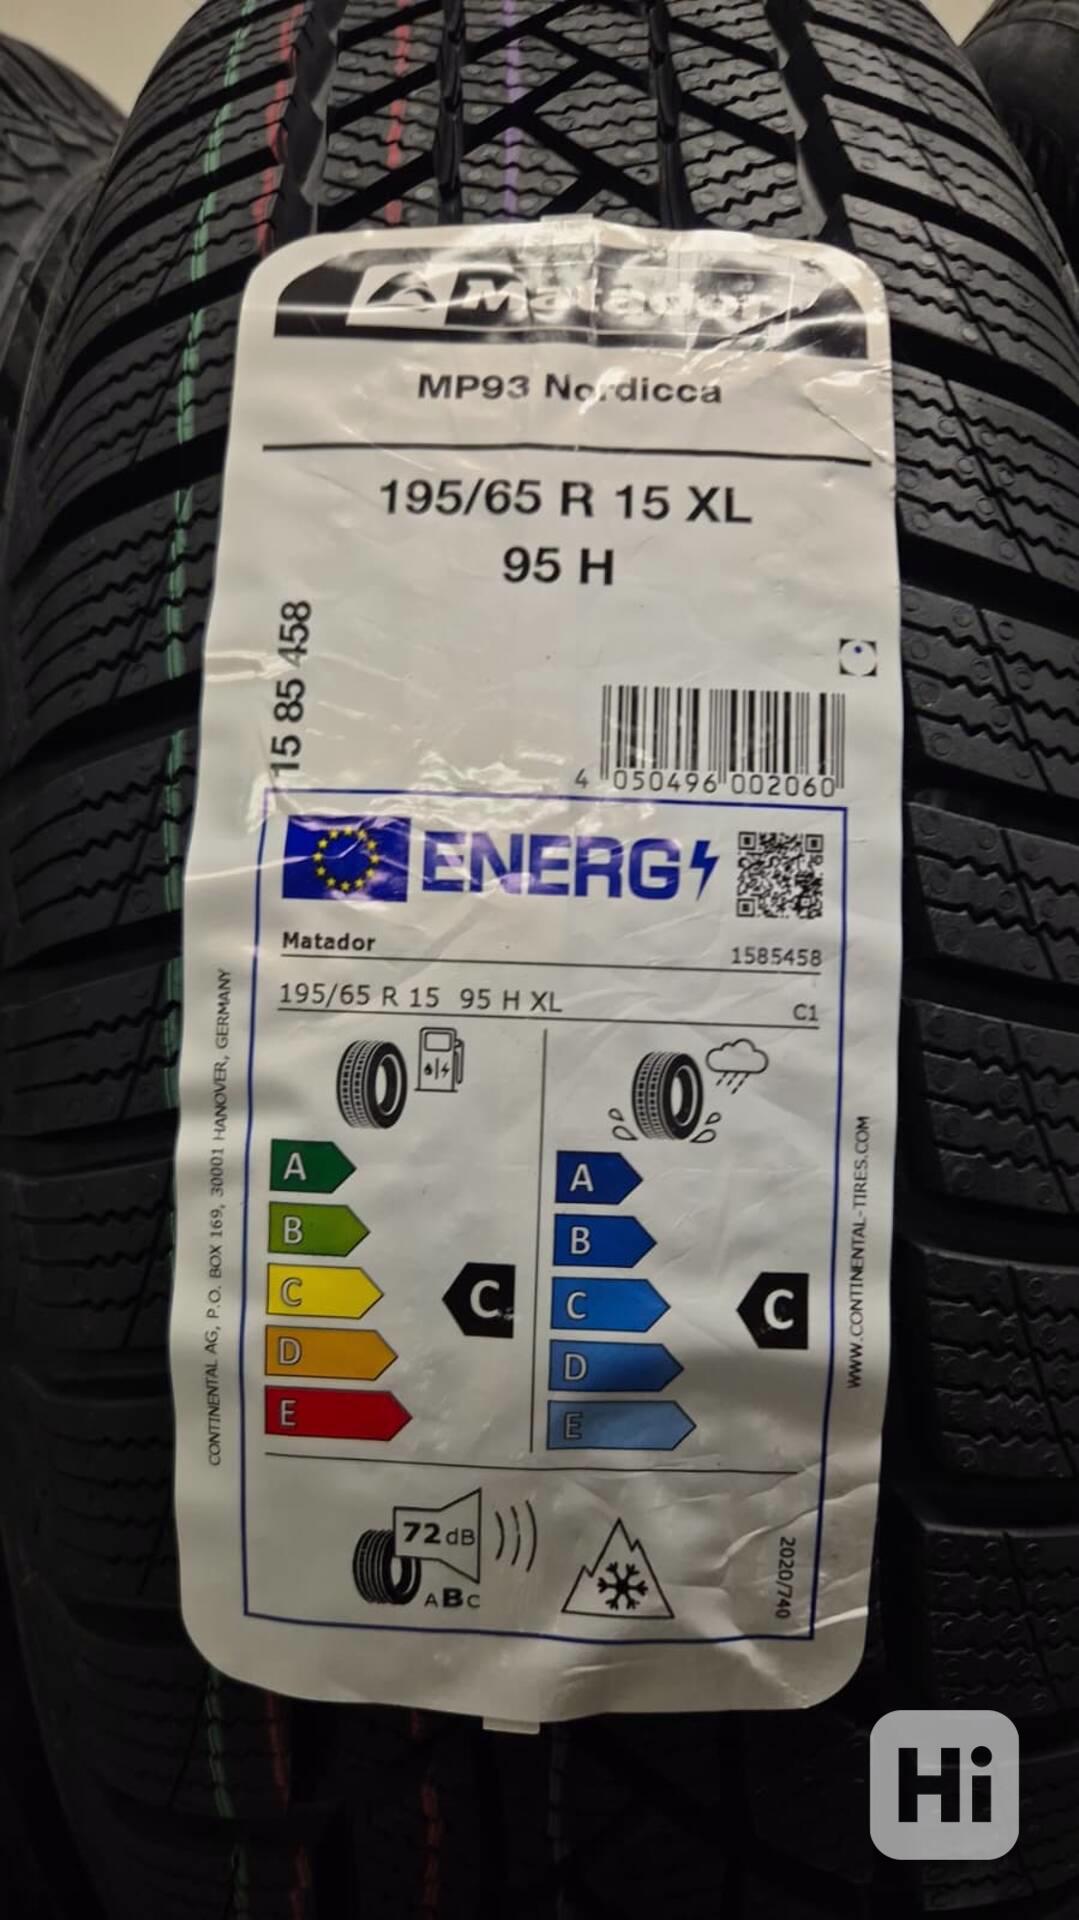 Matador
MP93 Nordicca
195/65 R 15 XL
95 H
15 85 458
4 050496 002060
ENERG
Matador 1585458
195/65 R 15 95 H XL C1
A
B
C
D
E
C
A
B
C
D
E
C
72 dB
ABC
2020/740
CONTINENTAL AG, P.O. BOX 169, 30001 HANOVER, GERMANY
WWW.CONTINENTAL-TIRES.COM
Hi